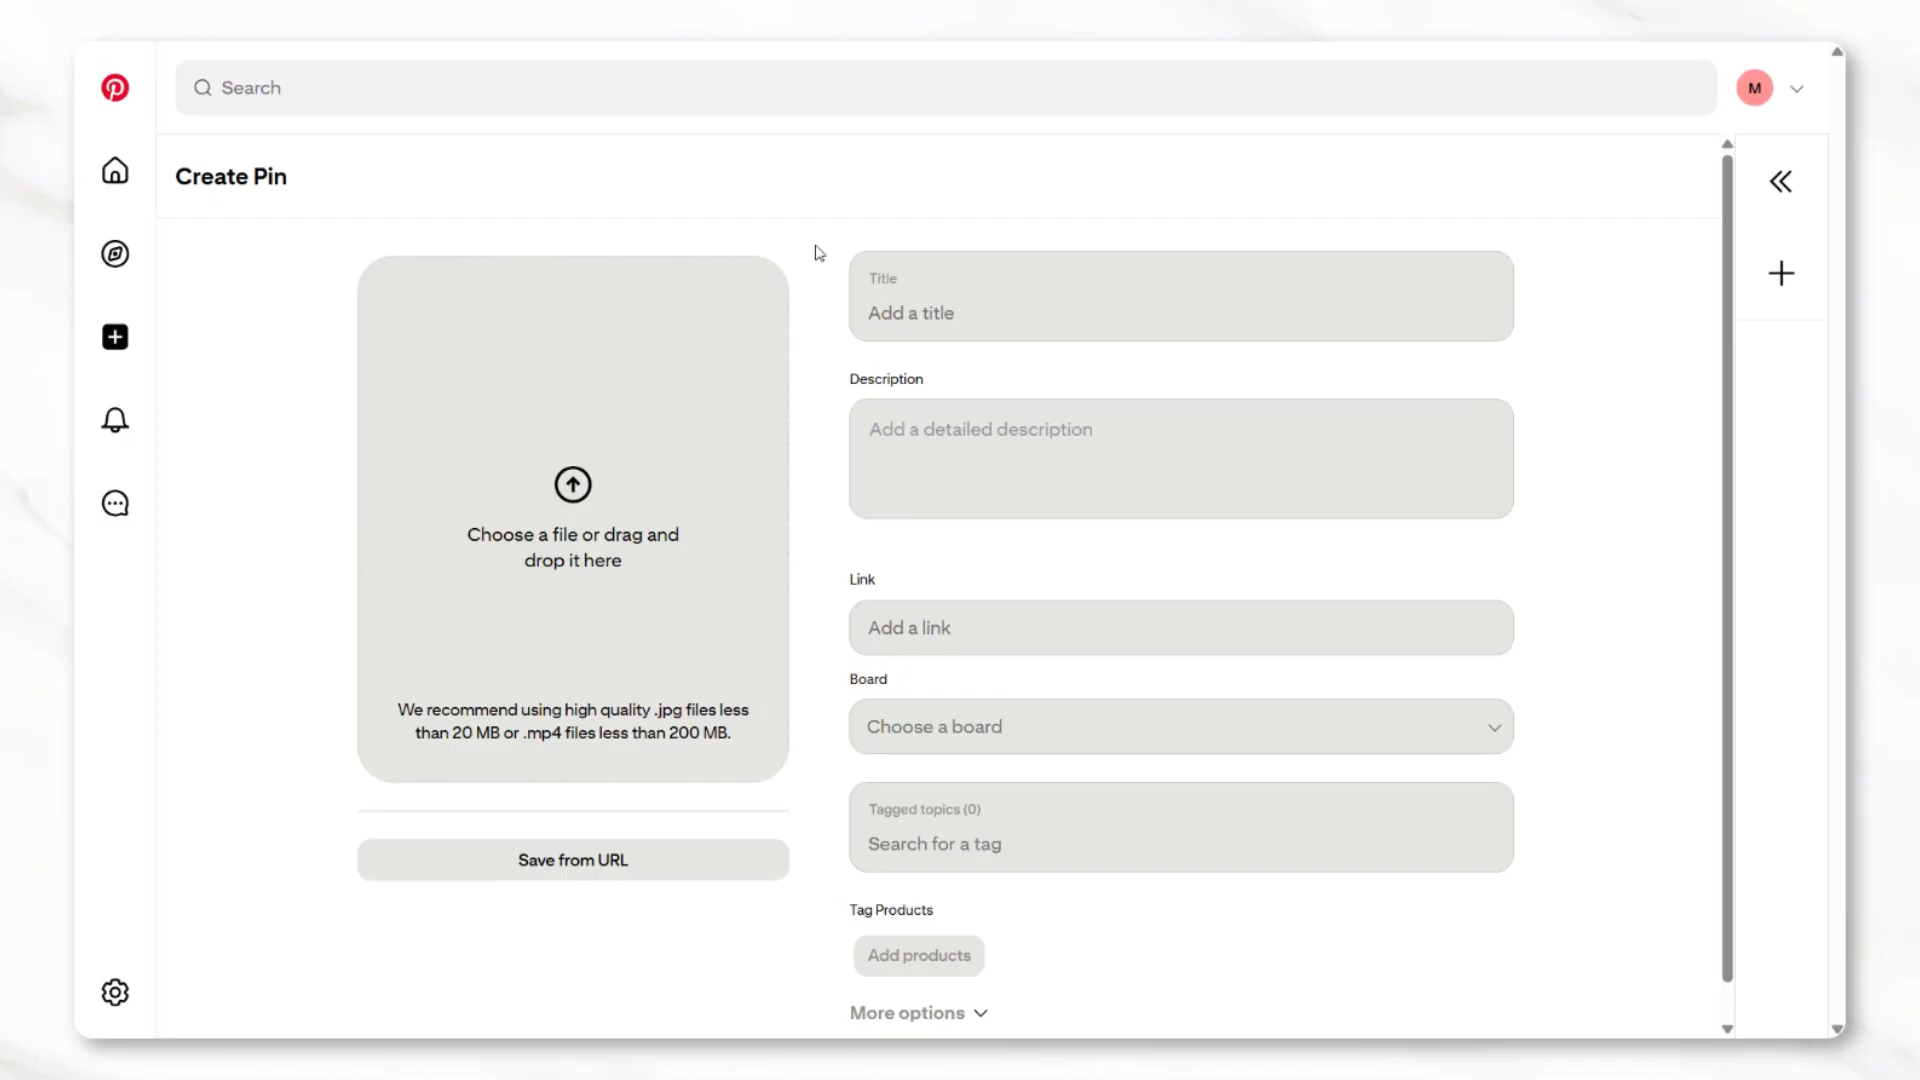 Search
M
Create Pin
Choose a file or drag and
drop it here
We recommend using high quality .jpg files less
than 20 MB or .mp4 files less than 200 MB.
Save from URL
Title
Add a title
Description
Add a detailed description
Link
Add a link
Board
Choose a board
Tagged topics (0)
Search for a tag
Tag Products
Add products
More options